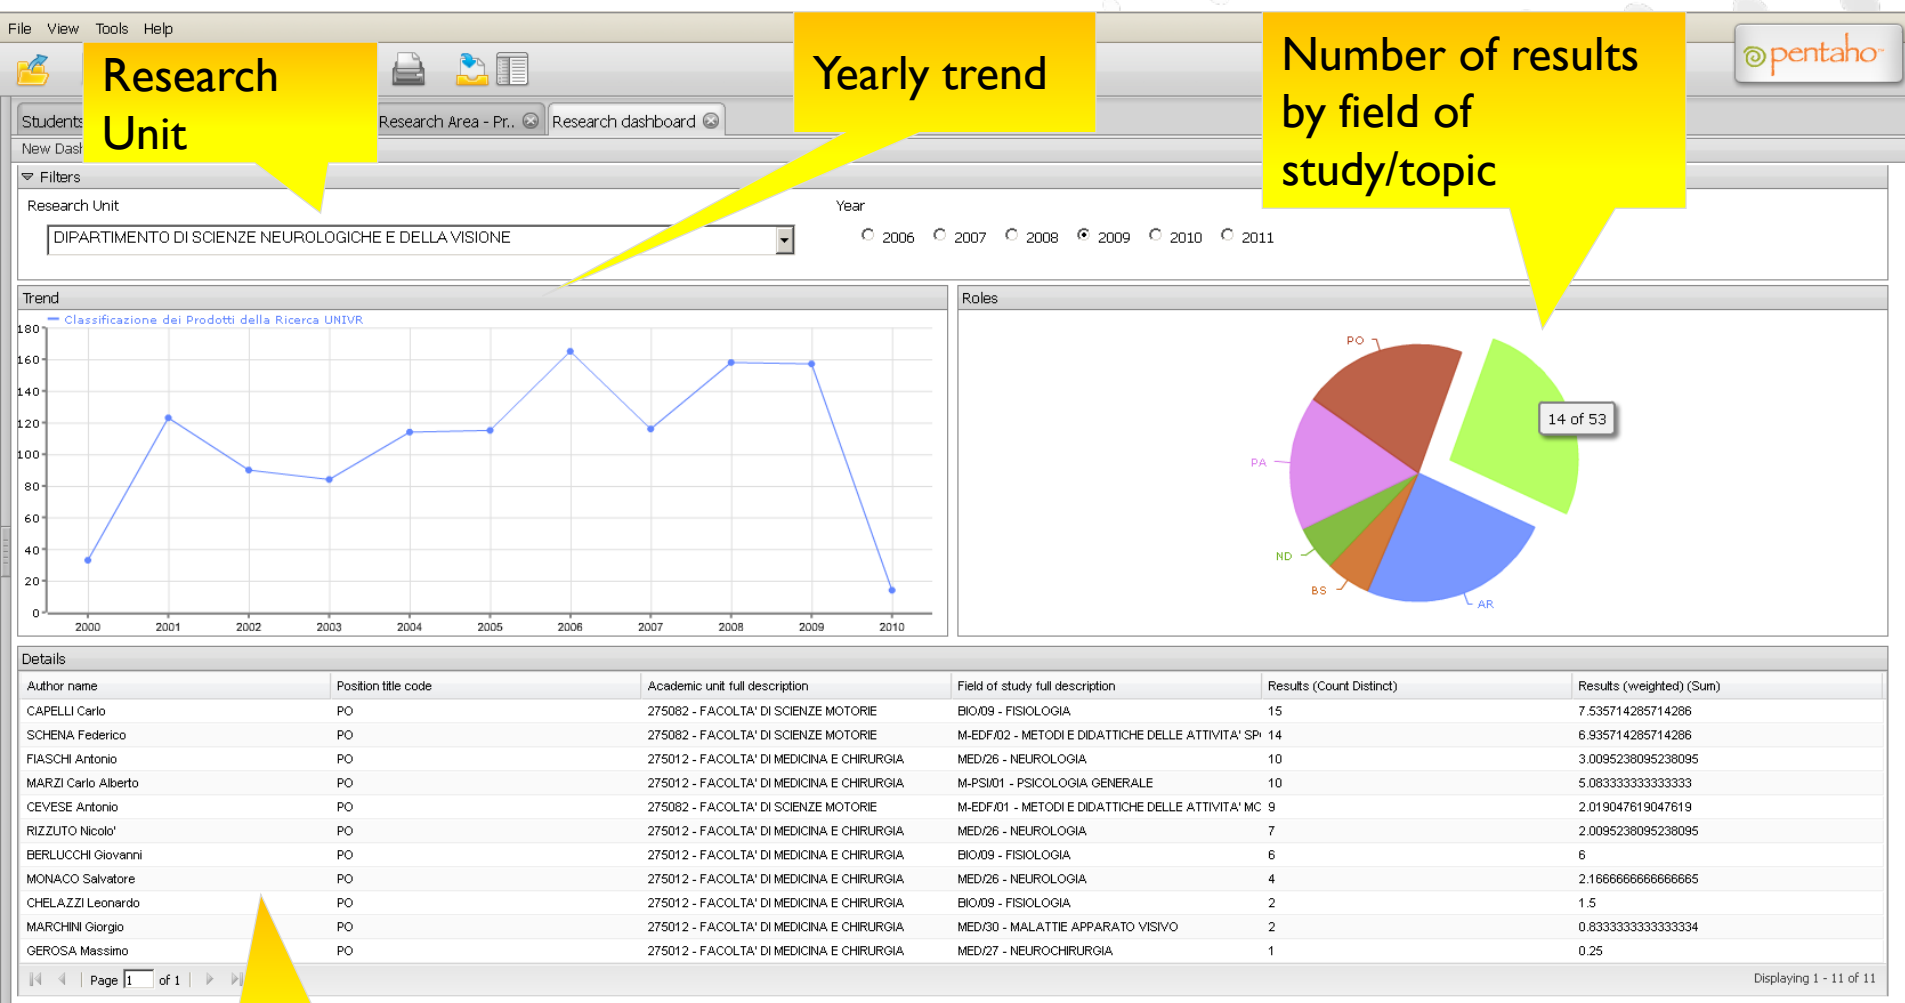 File View Tools Help
Research
Unit
Yearly trend
Number of results
by field of
study/topic
pentaho
Students
Research Area - Pr..
Research dashboard
New Dash
Filters
Research Unit
Year
DIPARTIMENTO DI SCIENZE NEUROLOGICHE E DELLA VISIONE
2006 2007 2008 2009 2010 2011
Trend
Roles
Classificazione dei Prodotti della Ricerca UNIVR
180
160
140
120
100
80
60
40
20
0
2000 2001 2002 2003 2004 2005 2006 2007 2008 2009 2010
PO
14 of 53
PA
ND
BS
AR
Details
Author name Position title code Academic unit full description Field of study full description Results (Count Distinct) Results (weighted) (Sum)
CAPELLI Carlo PO 275082 - FACOLTA' DI SCIENZE MOTORIE BIO/09 - FISIOLOGIA 15 7.535714285714286
SCHENA Federico PO 275082 - FACOLTA' DI SCIENZE MOTORIE M-EDF/02 - METODI E DIDATTICHE DELLE ATTIVITA' SP 14 6.935714285714286
FIASCHI Antonio PO 275012 - FACOLTA' DI MEDICINA E CHIRURGIA MED/26 - NEUROLOGIA 10 3.0095238095238095
MARZI Carlo Alberto PO 275012 - FACOLTA' DI MEDICINA E CHIRURGIA M-PSI/01 - PSICOLOGIA GENERALE 10 5.083333333333333
CEVESE Antonio PO 275082 - FACOLTA' DI SCIENZE MOTORIE M-EDF/01 - METODI E DIDATTICHE DELLE ATTIVITA' MC 9 2.019047619047619
RIZZUTO Nicolo' PO 275012 - FACOLTA' DI MEDICINA E CHIRURGIA MED/26 - NEUROLOGIA 7 2.0095238095238095
BERLUCCHI Giovanni PO 275012 - FACOLTA' DI MEDICINA E CHIRURGIA BIO/09 - FISIOLOGIA 6 6
MONACO Salvatore PO 275012 - FACOLTA' DI MEDICINA E CHIRURGIA MED/26 - NEUROLOGIA 4 2.1666666666666665
CHELAZZI Leonardo PO 275012 - FACOLTA' DI MEDICINA E CHIRURGIA BIO/09 - FISIOLOGIA 2 1.5
MARCHINI Giorgio PO 275012 - FACOLTA' DI MEDICINA E CHIRURGIA MED/30 - MALATTIE APPARATO VISIVO 2 0.8333333333333334
GEROSA Massimo PO 275012 - FACOLTA' DI MEDICINA E CHIRURGIA MED/27 - NEUROCHIRURGIA 1 0.25
Page 1 of 1
Displaying 1 - 11 of 11